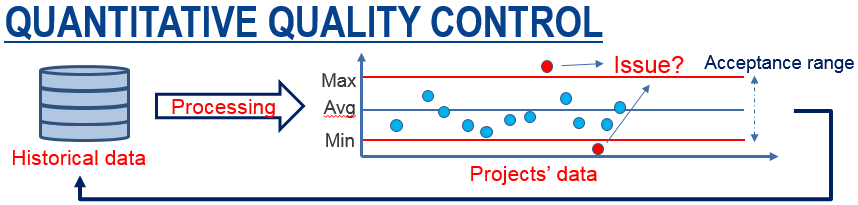 QUANTITATIVE QUALITY CONTROL
Max
Avg
Min
Issue?
Acceptance range
Processing
Historical data
Projects’ data